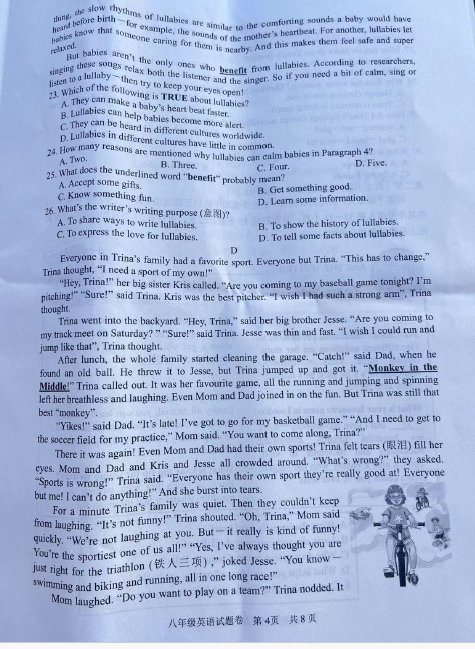 thing, the slow rhythms of lullabies are similar to the comforting sounds a baby would have
heard before birth — for example, the sounds of the mother's heartbeat. For another, lullabies let
babies know that someone caring for them is nearby. And this makes them feel safe and super
relaxed.
But babies aren't the only ones who benefit from lullabies. According to researchers,
singing these songs relax both the listener and the singer. So if you need a bit of calm, sing or
listen to a lullaby — then try to keep your eyes open!
23. Which of the following is TRUE about lullabies?
A. They can make a baby's heart beat faster.
B. Lullabies can help babies become more alert.
C. They can be heard in different cultures worldwide.
D. Lullabies in different cultures have little in common.
24. How many reasons are mentioned why lullabies can calm babies in Paragraph 4?
A. Two. B. Three. C. Four. D. Five.
25. What does the underlined word "benefit" probably mean?
A. Accept some gifts. B. Get something good.
C. Know something fun. D. Learn some information.
26. What's the writer's writing purpose (意图)?
A. To share ways to write lullabies. B. To show the history of lullabies.
C. To express the love for lullabies. D. To tell some facts about lullabies.
D
Everyone in Trina's family had a favorite sport. Everyone but Trina. "This has to change,"
Trina thought, "I need a sport of my own!"
"Hey, Trina!" her big sister Kris called. "Are you coming to my baseball game tonight? I'm
pitching!" "Sure!" said Trina. Kris was the best pitcher. "I wish I had such a strong arm", Trina
thought.
Trina went into the backyard. "Hey, Trina," said her big brother Jesse. "Are you coming to
my track meet on Saturday? " "Sure!" said Trina. Jesse was thin and fast. "I wish I could run and
jump like that", Trina thought.
After lunch, the whole family started cleaning the garage. "Catch!" said Dad, when he
found an old ball. He threw it to Jesse, but Trina jumped up and got it. "Monkey in the
Middle!" Trina called out. It was her favourite game, all the running and jumping and spinning
left her breathless and laughing. Even Mom and Dad joined in on the fun. But Trina was still that
best "monkey".
"Yikes!" said Dad. "It's late! I've got to go for my basketball game." "And I need to get to
the soccer field for my practice," Mom said. "You want to come along, Trina?"
There it was again! Even Mom and Dad had their own sports! Trina felt tears (眼泪) fill her
eyes. Mom and Dad and Kris and Jesse all crowded around. "What's wrong?" they asked.
"Sports is wrong!" Trina said. "Everyone has their own sport they're really good at! Everyone
but me! I can't do anything!" And she burst into tears.
For a minute Trina's family was quiet. Then they couldn't keep
from laughing. "It's not funny!" Trina shouted. "Oh, Trina," Mom said
quickly. "We're not laughing at you. But — it really is kind of funny!
You're the sportiest one of us all!" "Yes, I've always thought you are
just right for the triathlon (铁人三项) ," joked Jesse. "You know —
swimming and biking and running, all in one long race!"
Mom laughed. "Do you want to play on a team?" Trina nodded. It
八年级英语试题卷 第4页 共8页